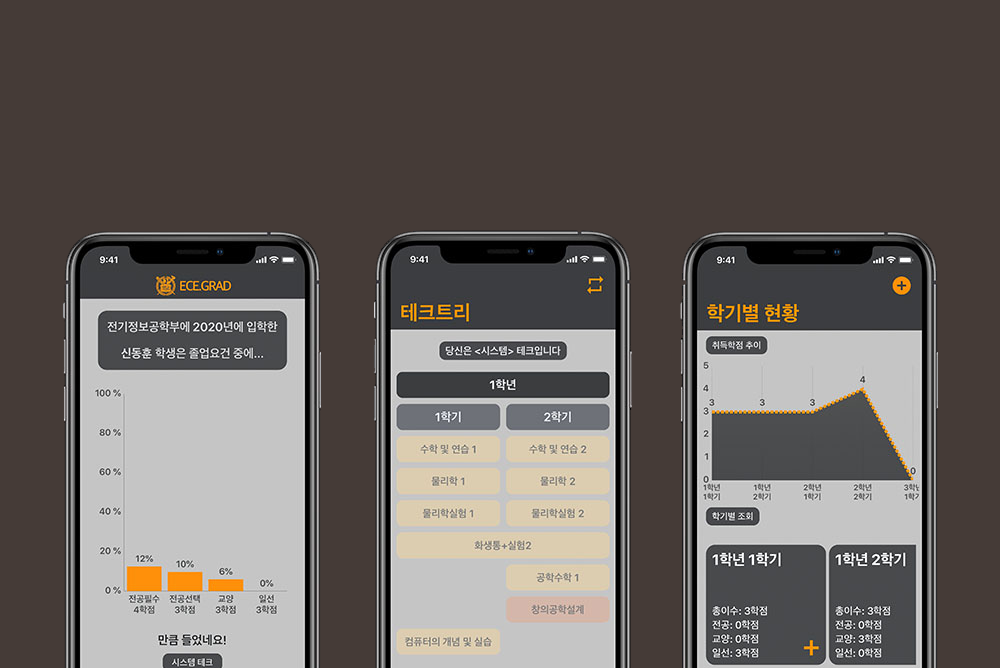 9:41
ECE.GRAD
전기정보공학부에 2020년에 입학한
신동훈 학생은 졸업요건 중에...
100 %
80 %
60 %
40 %
20 %
0 %
12%
10%
6%
0%
전공필수
4학점
전공선택
3학점
교양
3학점
일선
3학점
만큼 들었네요!
시스템 테크
9:41
테크트리
당신은 <시스템> 테크입니다
1학년
1학기
2학기
수학 및 연습 1
수학 및 연습 2
물리학 1
물리학 2
물리학실험 1
물리학실험 2
화생통+실험2
공학수학 1
창의공학설계
컴퓨터의 개념 및 실습
9:41
학기별 현황
취득학점 추이
5
4
3
2
1
0
3
3
3
4
0
1학년
1학기
1학년
2학기
2학년
1학기
2학년
2학기
3학년
1학기
학기별 조회
1학년 1학기
총이수: 3학점
전공: 0학점
교양: 0학점
일선: 3학점
1학년 2학기
총이수: 3학점
전공: 0학점
교양: 3학점
일선: 0학점